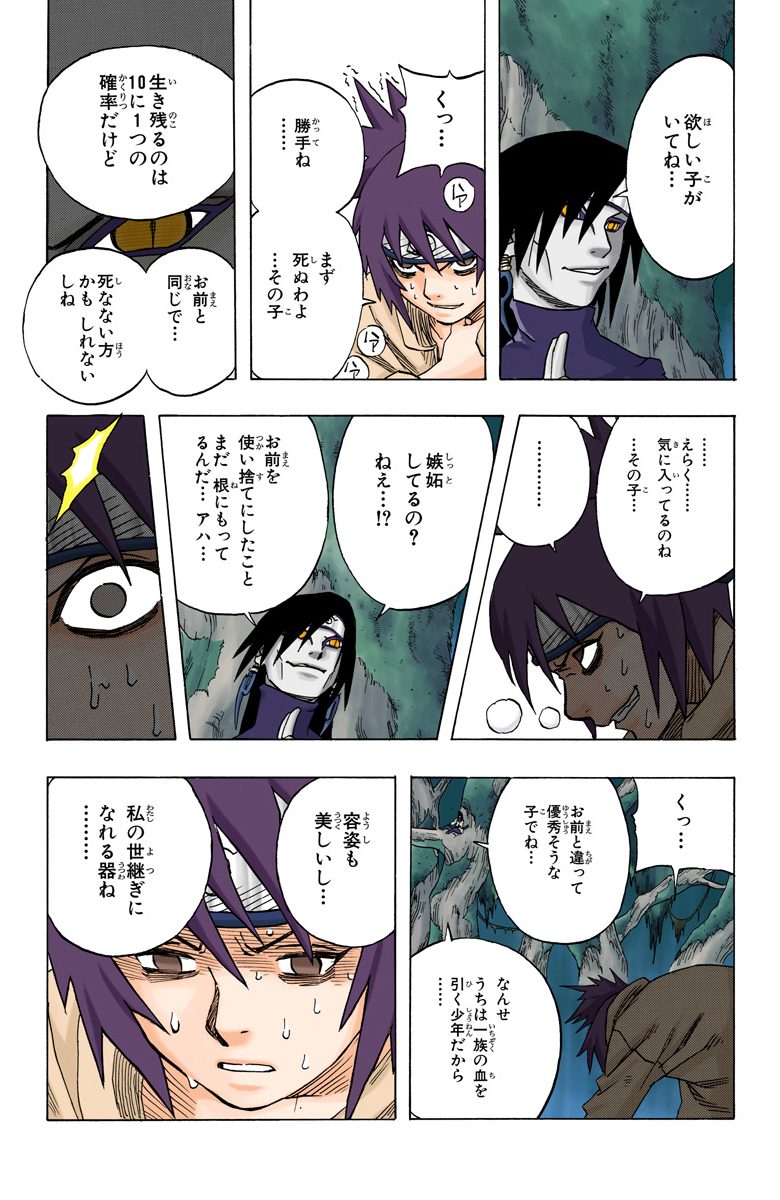 欲しい子が
いてね…
くっ…
ハァ
勝手ね
……
まず
死ぬわよ
…その子
ハァ
ハァ
生き残るのは
10に1つの
確率だけど
お前と
同じで…
死なない方
かも しれない
しね
……
えらく……
気に入ってるのね
…その子…
………
嫉妬
してるの?
ねえ…!?
お前を
使い捨てにしたこと
まだ 根にもって
るんだ… アハ…
くっ…
お前と違って
優秀そうな
子でね…
なんせ
うちは一族の血を
引く少年だから
……
容姿も
美しいし…
私の世継ぎに
なれる器ね
………